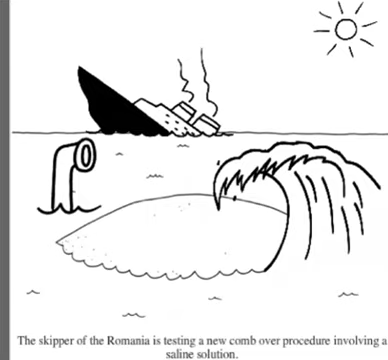 The skipper of the Romania is testing a new comb over procedure involving a
saline solution.